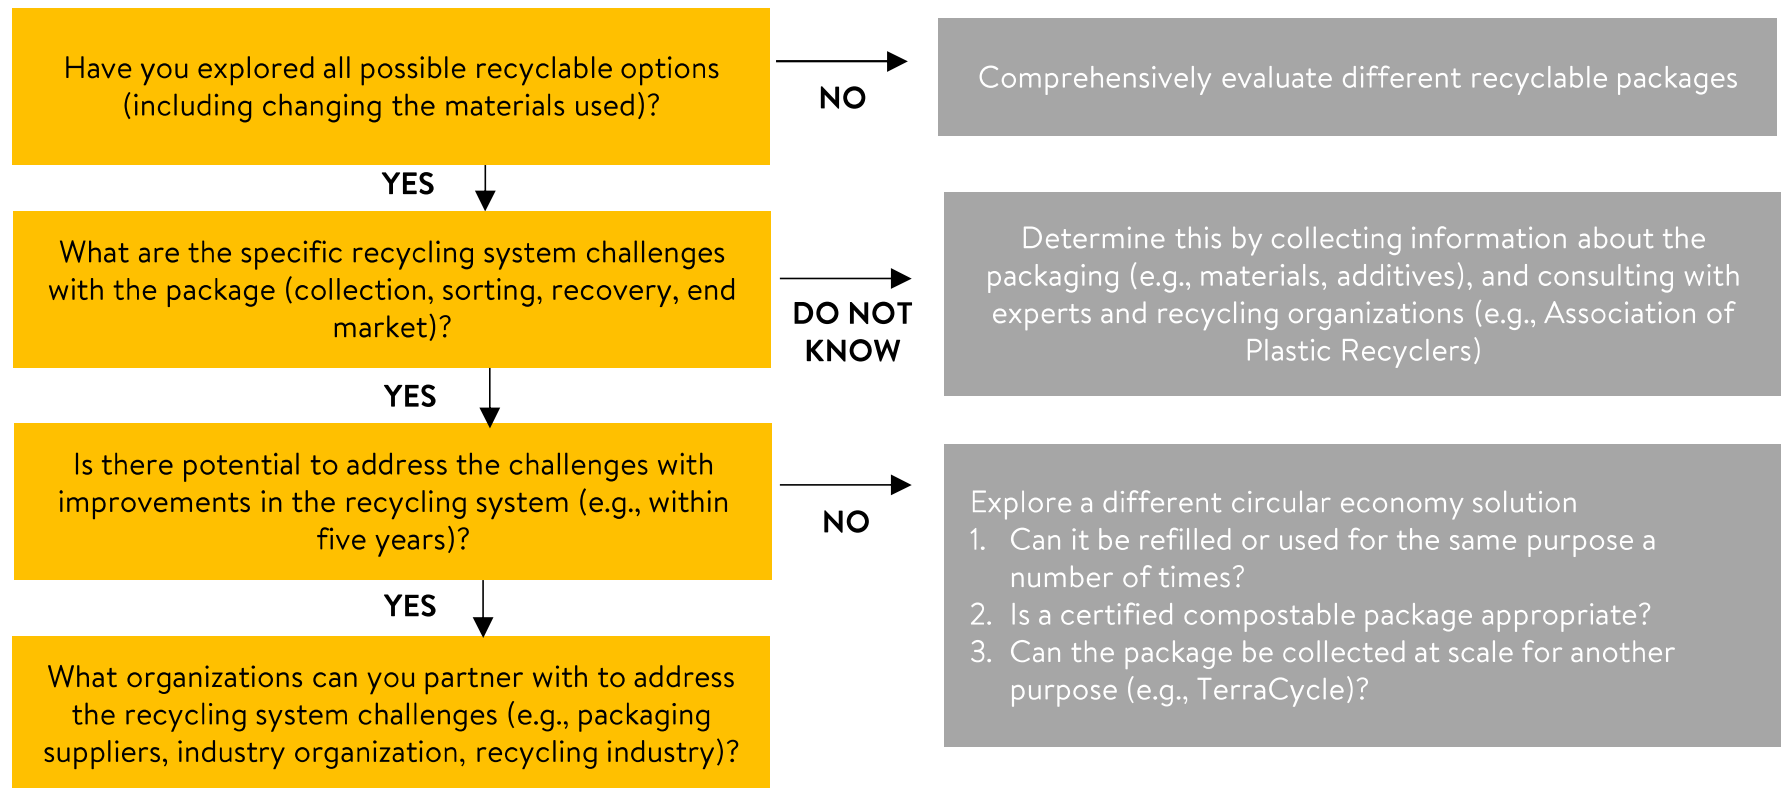 Have you explored all possible recyclable options
(including changing the materials used)?
NO
Comprehensively evaluate different recyclable packages
YES
What are the specific recycling system challenges
with the package (collection, sorting, recovery, end
market)?
DO NOT
KNOW
Determine this by collecting information about the
packaging (e.g., materials, additives), and consulting with
experts and recycling organizations (e.g., Association of
Plastic Recyclers)
YES
Is there potential to address the challenges with
improvements in the recycling system (e.g., within
five years)?
NO
Explore a different circular economy solution
1. Can it be refilled or used for the same purpose a
number of times?
2. Is a certified compostable package appropriate?
3. Can the package be collected at scale for another
purpose (e.g., TerraCycle)?
YES
What organizations can you partner with to address
the recycling system challenges (e.g., packaging
suppliers, industry organization, recycling industry)?